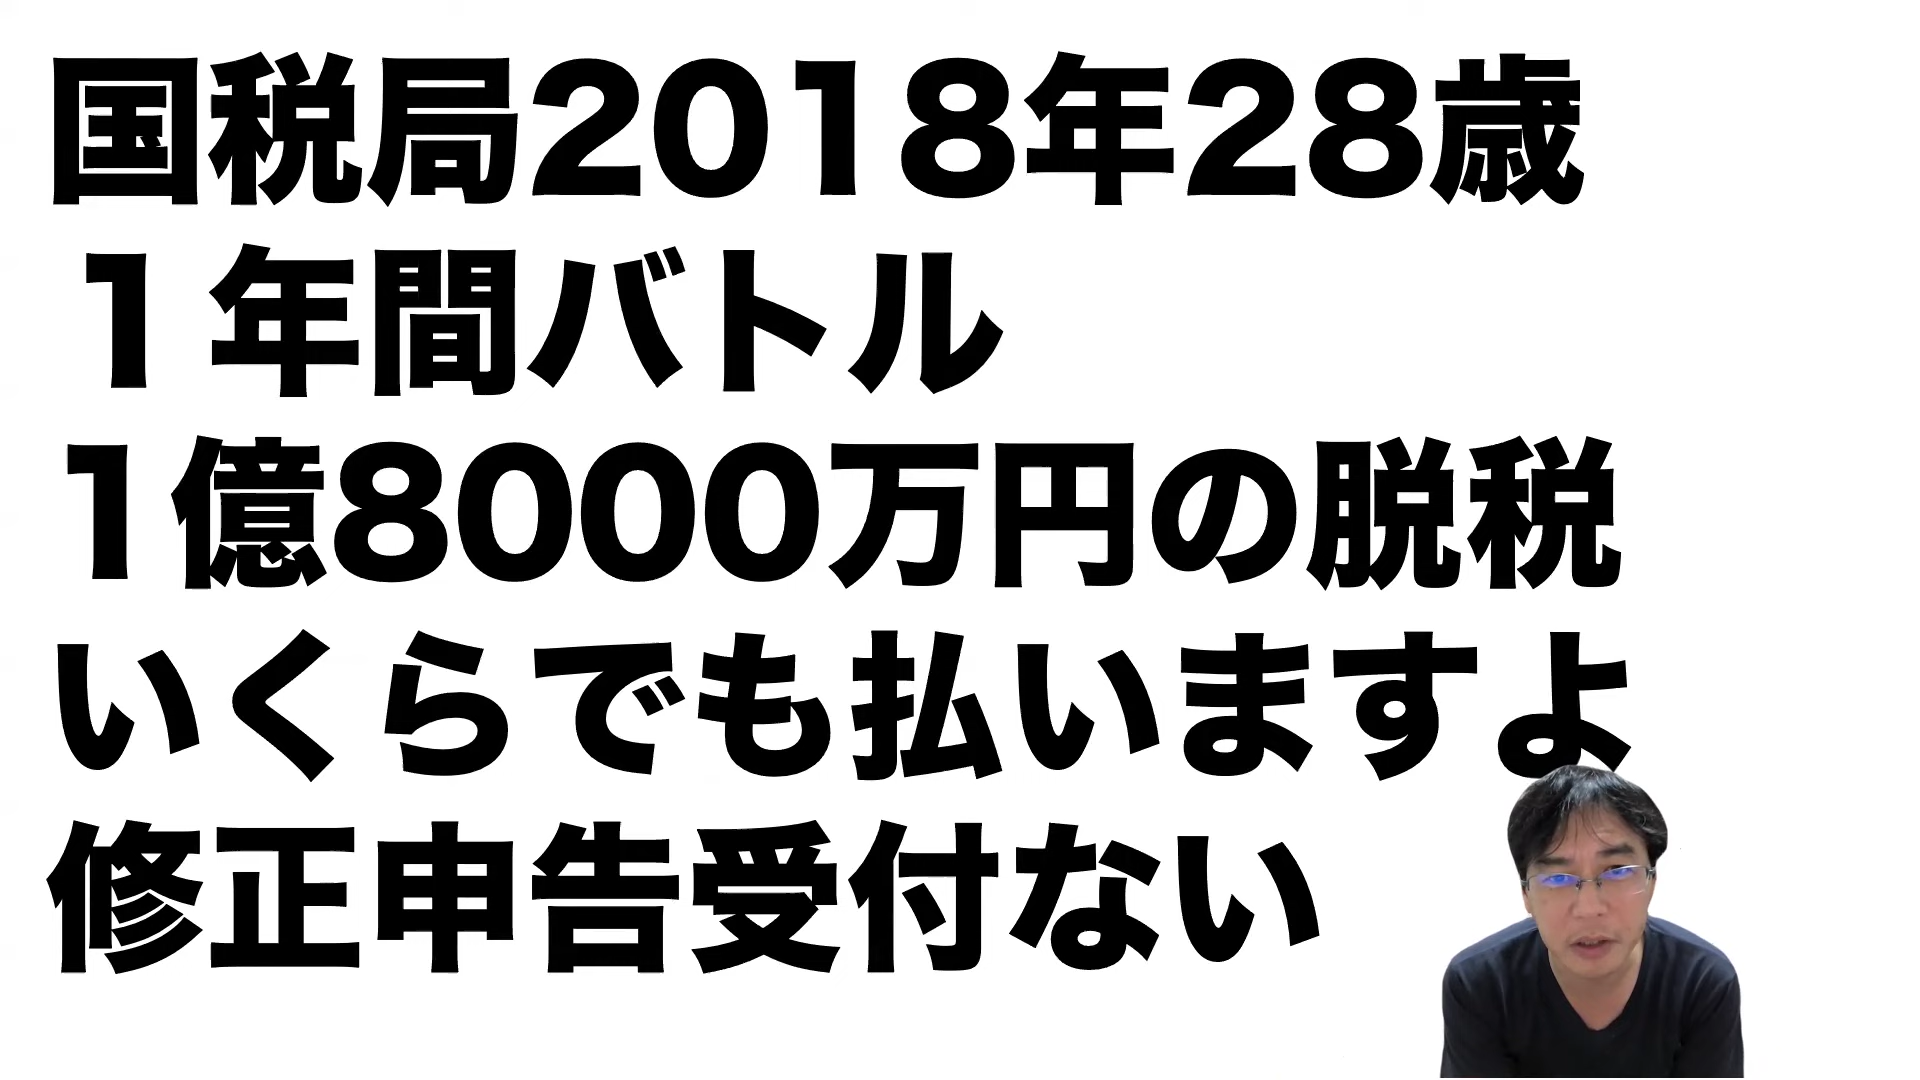 国税局2018年28歳
１年間バトル
1億8000万円の脱税
いくらでも払いますよ
修正申告受付ない